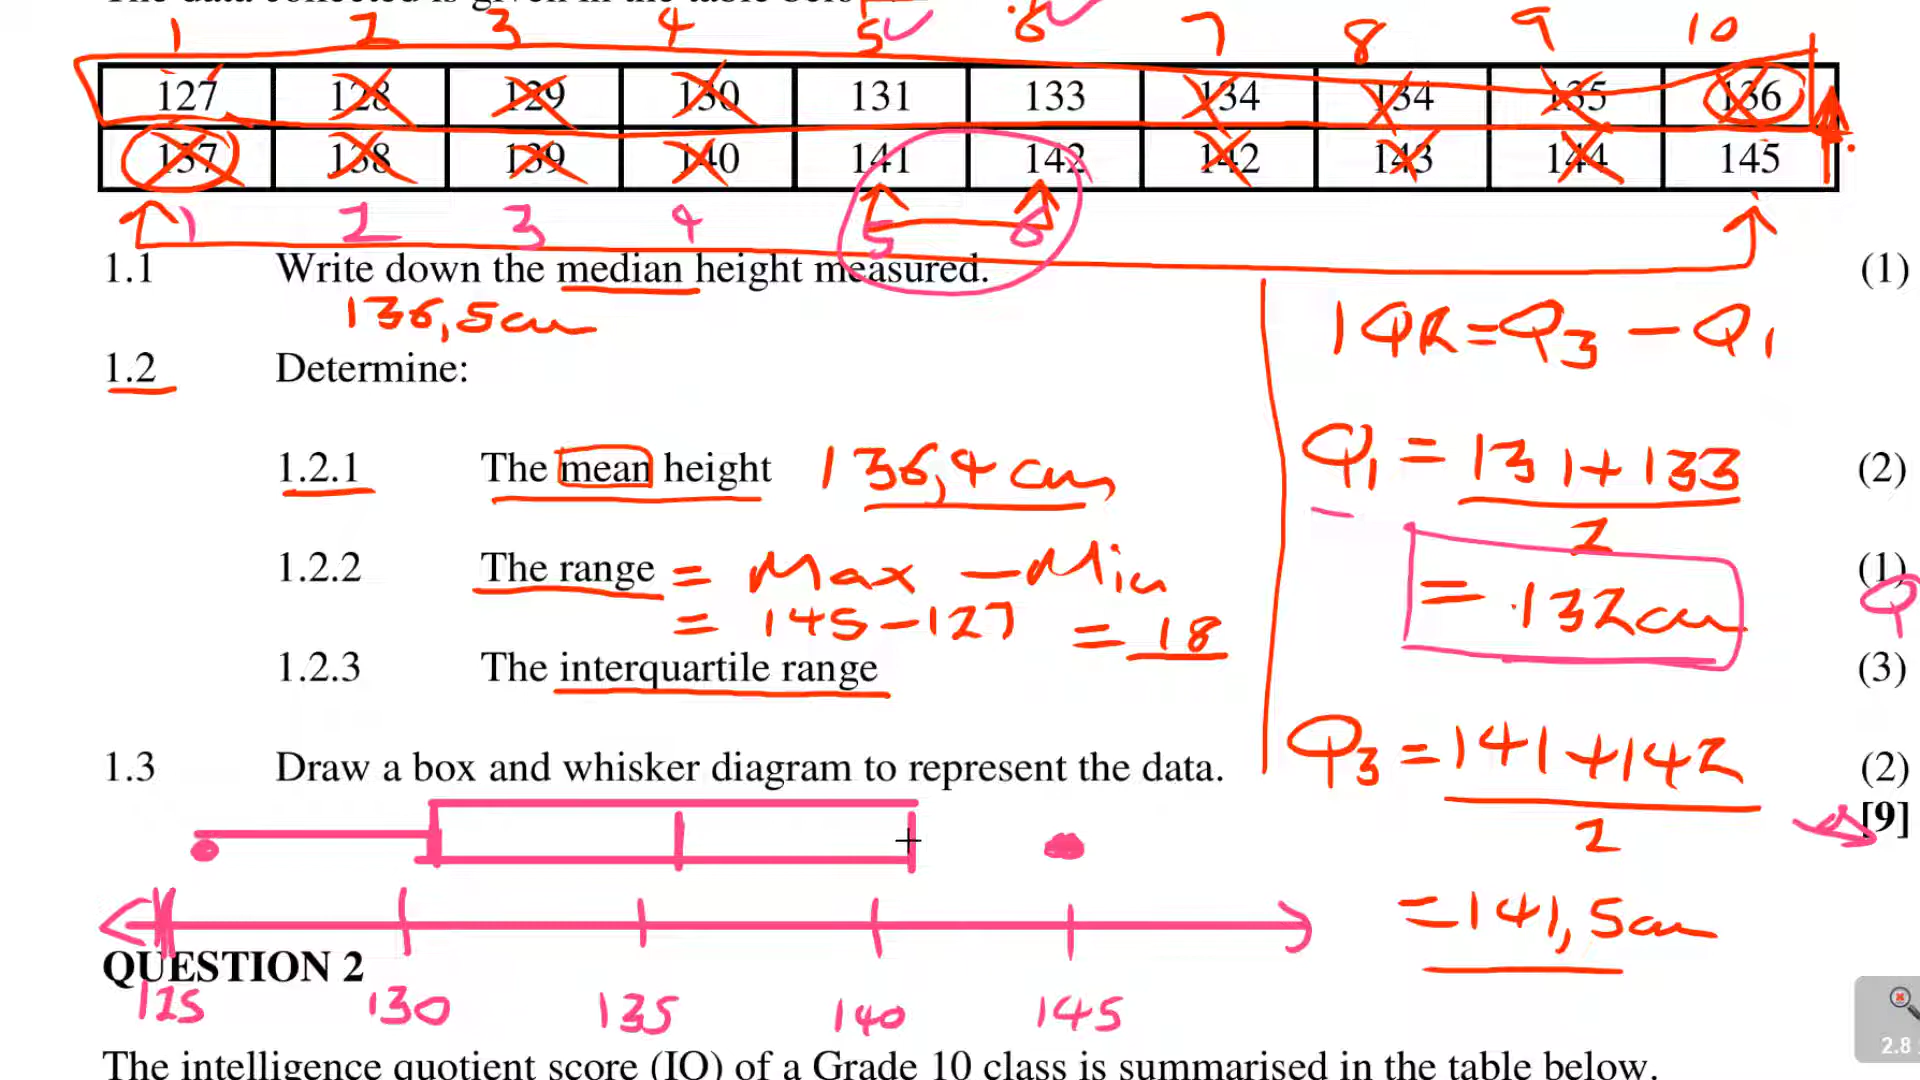 1 2 3 4 5 6 7 8 9 10
127 128 129 130 131 133 134 134 135 136
137 138 139 140 141 142 142 143 144 145
1 2 3 4 5 6
1.1 Write down the median height measured. (1)
136,5cm
IQR = Q3 - Q1
1.2 Determine:
1.2.1 The mean height 136,4 cm (2)
Q1 = 131+133
2
= 132cm
1.2.2 The range = Max - Min (1)
= 145-127 = 18
1.2.3 The interquartile range (3)
Q3 = 141+142
2
= 141,5cm
1.3 Draw a box and whisker diagram to represent the data. (2)
[9]
QUESTION 2
125 130 135 140 145
The intelligence quotient score (IQ) of a Grade 10 class is summarised in the table below.
2.8